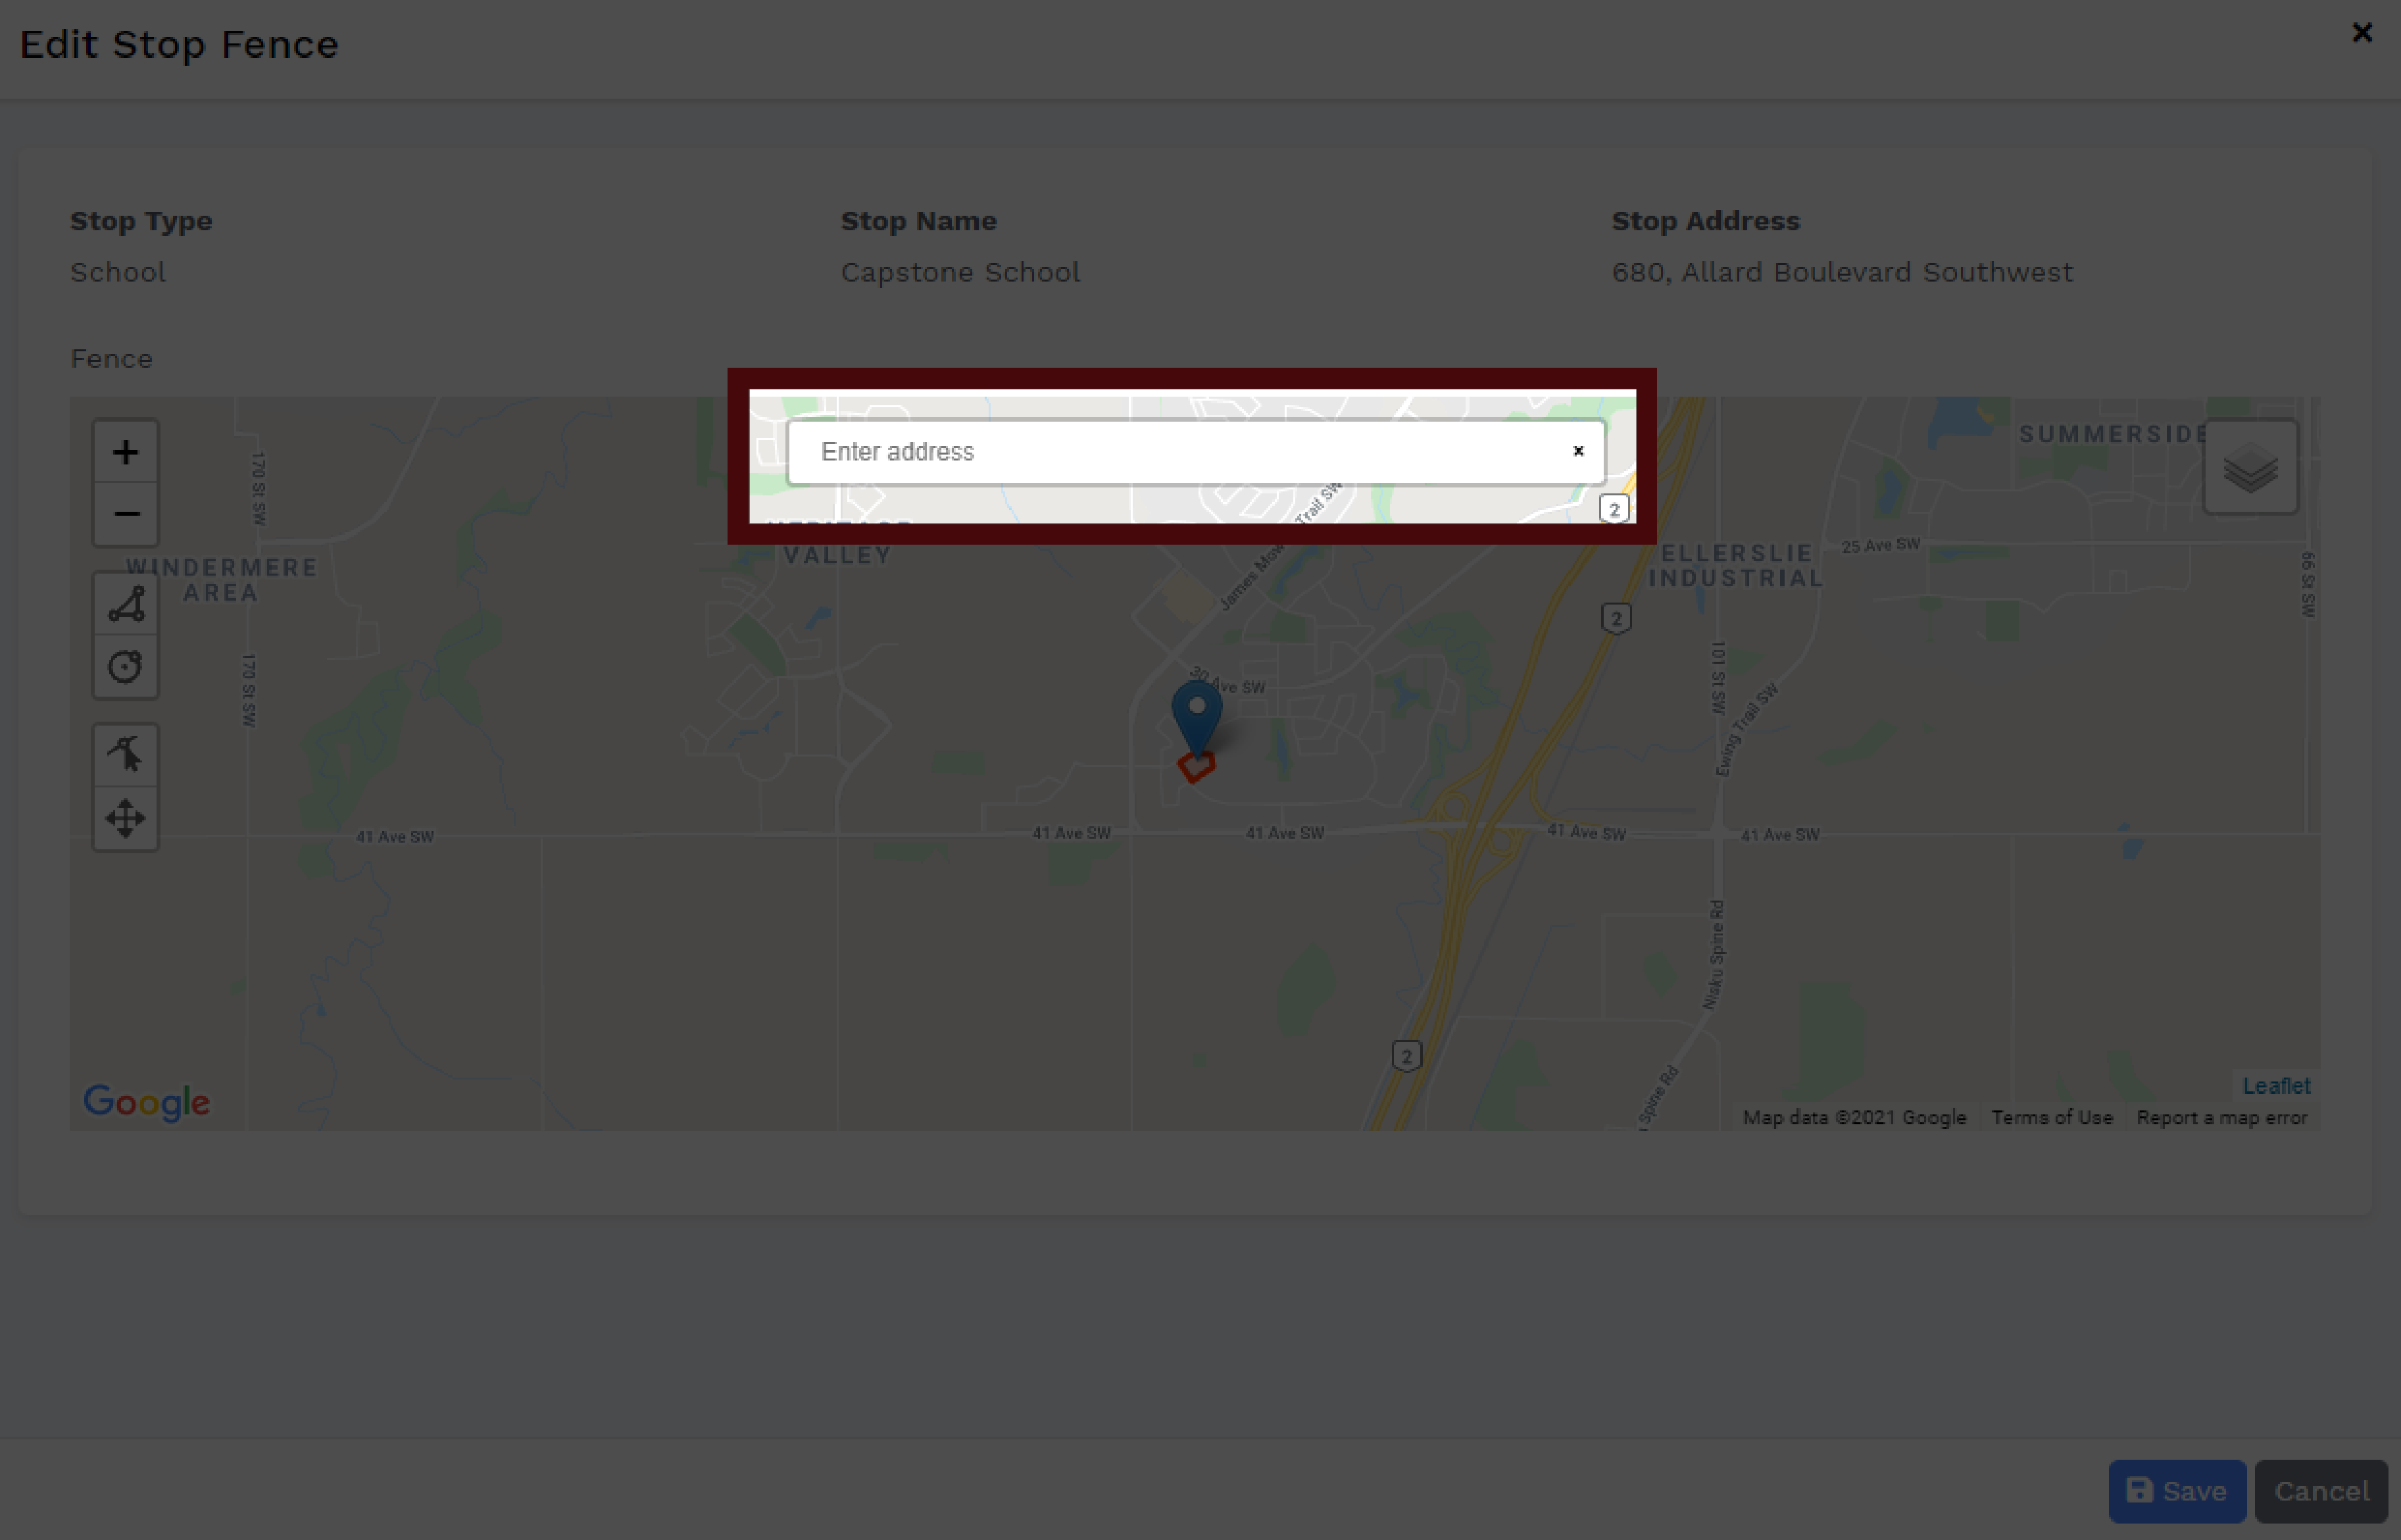 Edit Stop Fence
Stop Type
Stop Name
Stop Address
School
Capstone School
680, Allard Boulevard Southwest
Fence
Enter address
SUMMERSIDE
170 St SW
Trail SW
2
WINDERMERE
AREA
VALLEY
ELLERSLIE
INDUSTRIAL
25 Ave SW
66 St SW
2
170 St SW
101 St SW
30 Ave SW
Ewing Trail SW
41 Ave SW
41 Ave SW
41 Ave SW
41 Ave SW
41 Ave SW
Nisku Spine Rd
2
Spine Rd
Google
Leaflet
Map data ©2021 Google
Terms of Use
Report a map error
Save
Cancel